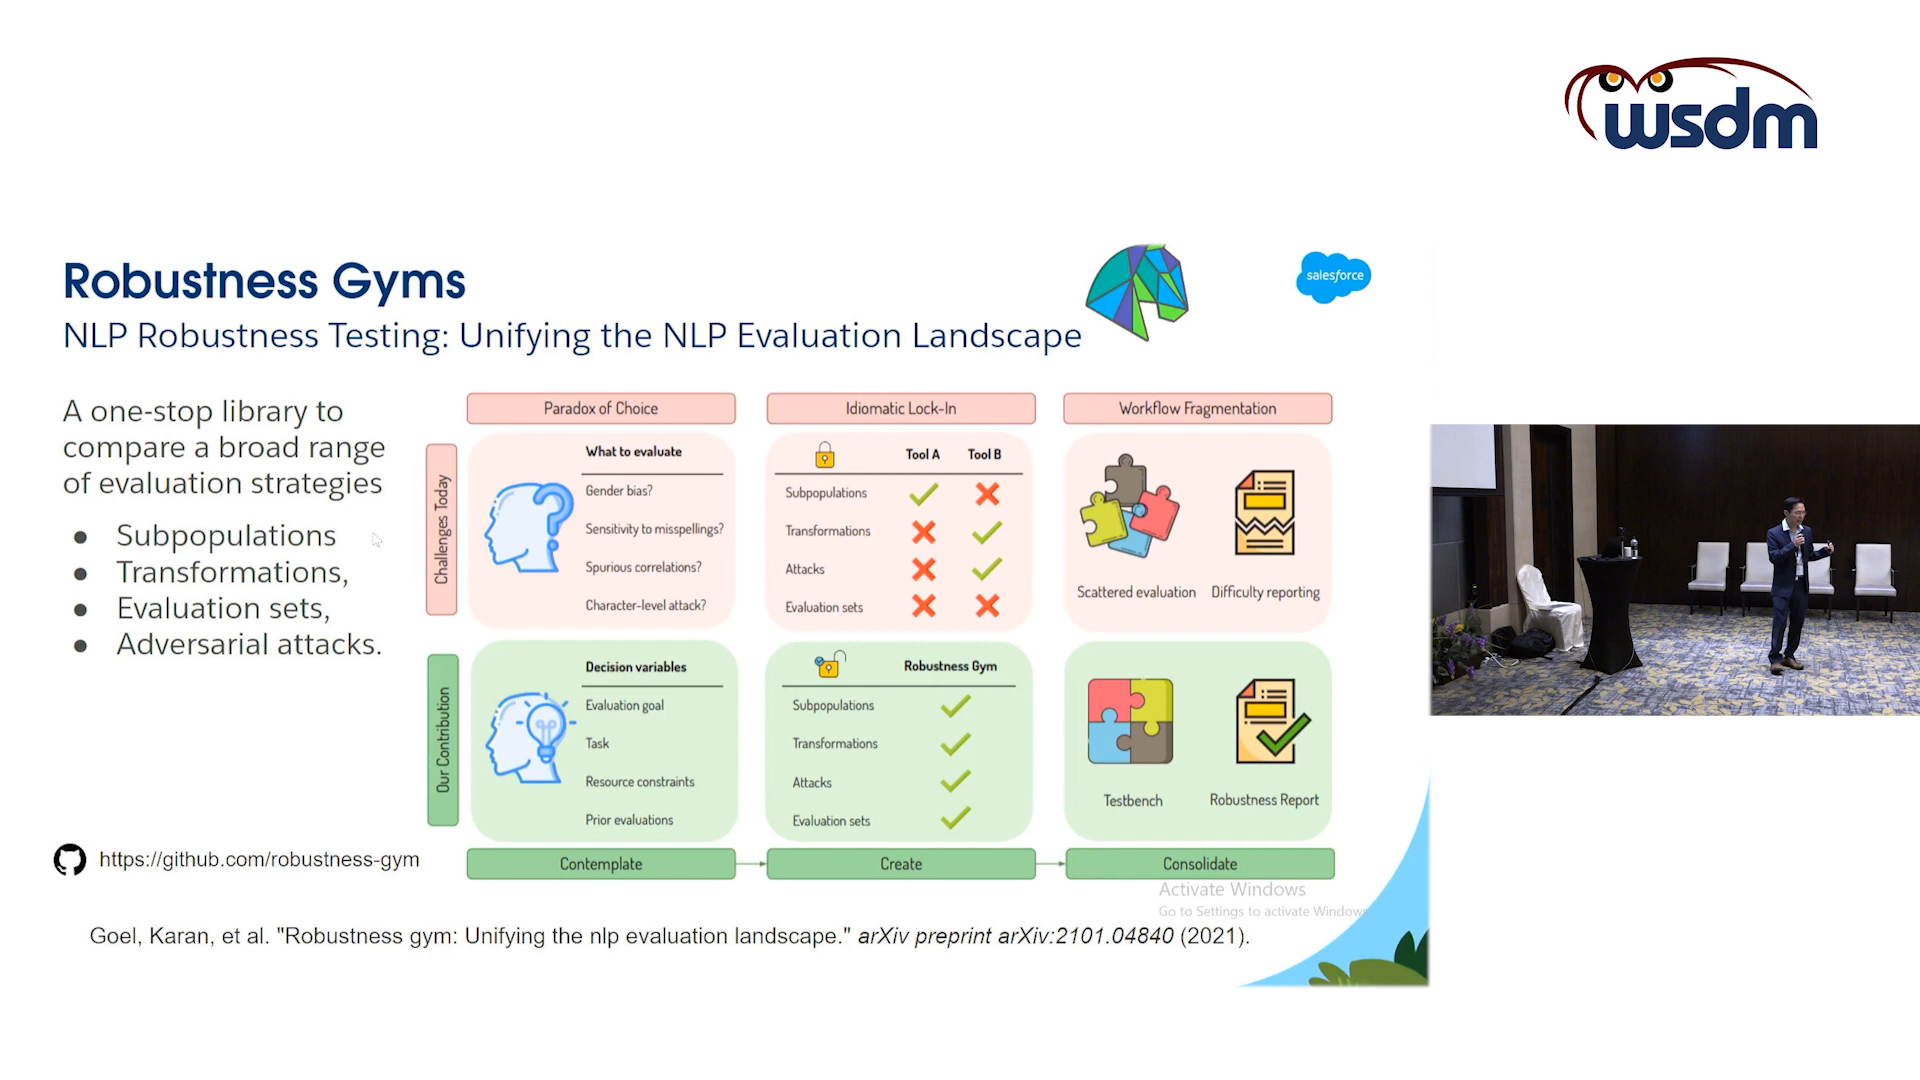 wsdm
Robustness Gyms
salesforce
NLP Robustness Testing: Unifying the NLP Evaluation Landscape
A one-stop library to
compare a broad range
of evaluation strategies
● Subpopulations
● Transformations,
● Evaluation sets,
● Adversarial attacks.
https://github.com/robustness-gym
Paradox of Choice
Idiomatic Lock-In
Workflow Fragmentation
Challenges Today
What to evaluate
Gender bias?
Sensitivity to misspellings?
Spurious correlations?
Character-level attack?
Tool A Tool B
Subpopulations
Transformations
Attacks
Evaluation sets
Scattered evaluation
Difficulty reporting
Our Contribution
Decision variables
Evaluation goal
Task
Resource constraints
Prior evaluations
Robustness Gym
Subpopulations
Transformations
Attacks
Evaluation sets
Testbench
Robustness Report
Contemplate
Create
Consolidate
Activate Windows
Go to Settings to activate Windows
Goel, Karan, et al. "Robustness gym: Unifying the nlp evaluation landscape." arXiv preprint arXiv:2101.04840 (2021).